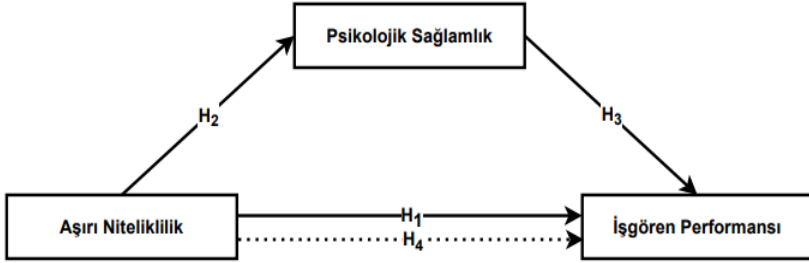 Psikolojik Sağlamlık
H2
H3
Aşırı Niteliklilik
H1
H4
İşgören Performansı